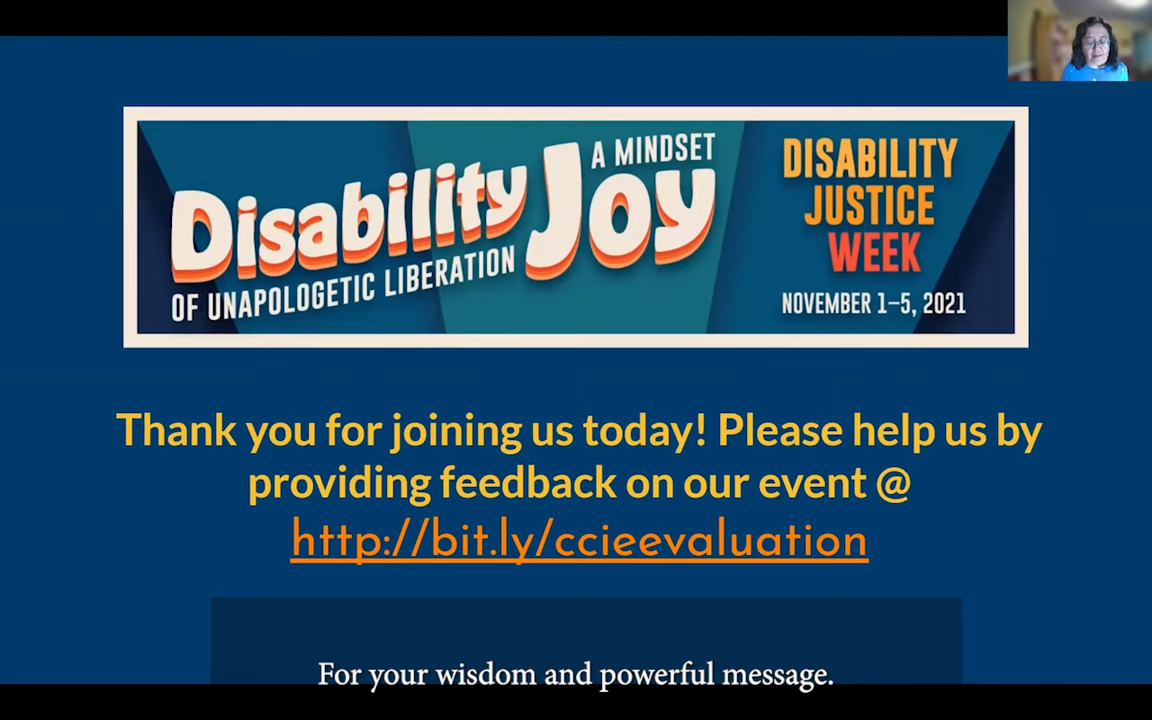 Disability Joy
A MINDSET
OF UNAPOLOGETIC LIBERATION
DISABILITY
JUSTICE
WEEK
NOVEMBER 1–5, 2021
Thank you for joining us today! Please help us by
providing feedback on our event @
http://bit.ly/ccieevaluation
For your wisdom and powerful message.